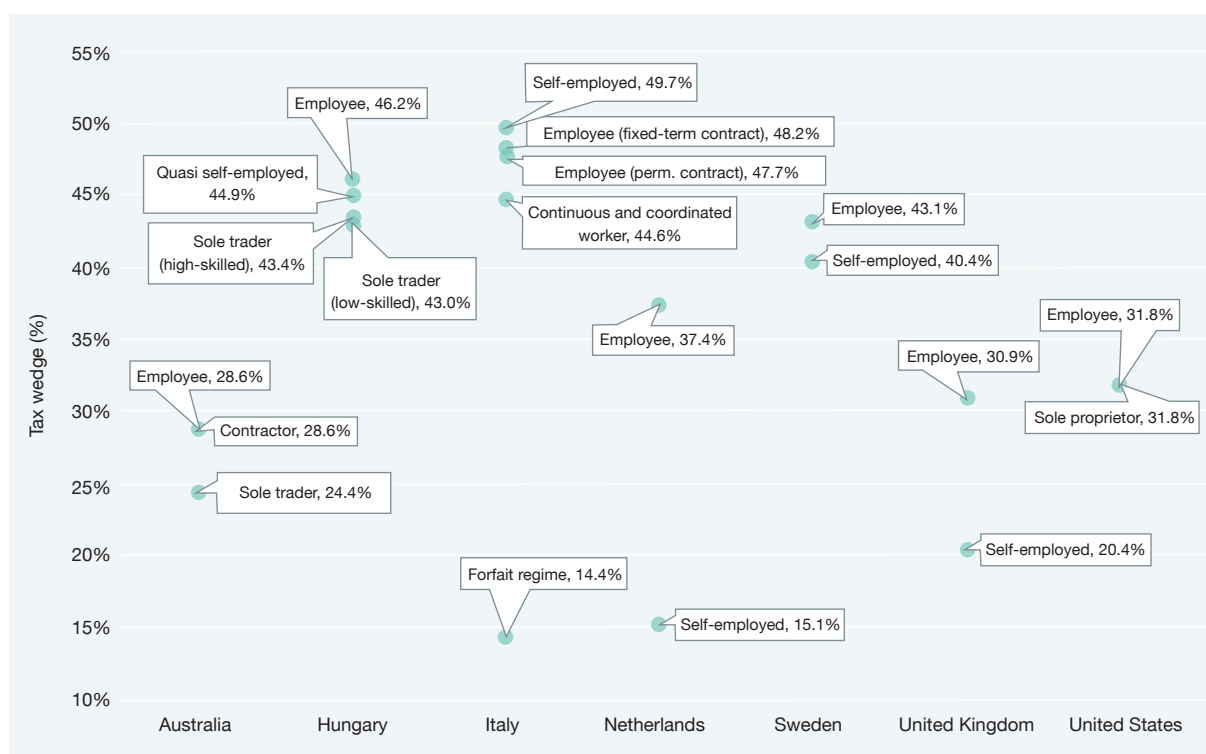 55%
50%
45%
40%
35%
30%
25%
20%
15%
10%
Tax wedge (%)
Employee, 28.6%
Contractor, 28.6%
Sole trader, 24.4%
Employee, 46.2%
Quasi self-employed,
44.9%
Sole trader
(high-skilled), 43.4%
Sole trader
(low-skilled), 43.0%
Self-employed, 49.7%
Employee (fixed-term contract), 48.2%
Employee (perm. contract), 47.7%
Continuous and coordinated
worker, 44.6%
Forfait regime, 14.4%
Employee, 37.4%
Self-employed, 15.1%
Employee, 43.1%
Self-employed, 40.4%
Employee, 30.9%
Self-employed, 20.4%
Employee, 31.8%
Sole proprietor, 31.8%
Australia
Hungary
Italy
Netherlands
Sweden
United Kingdom
United States